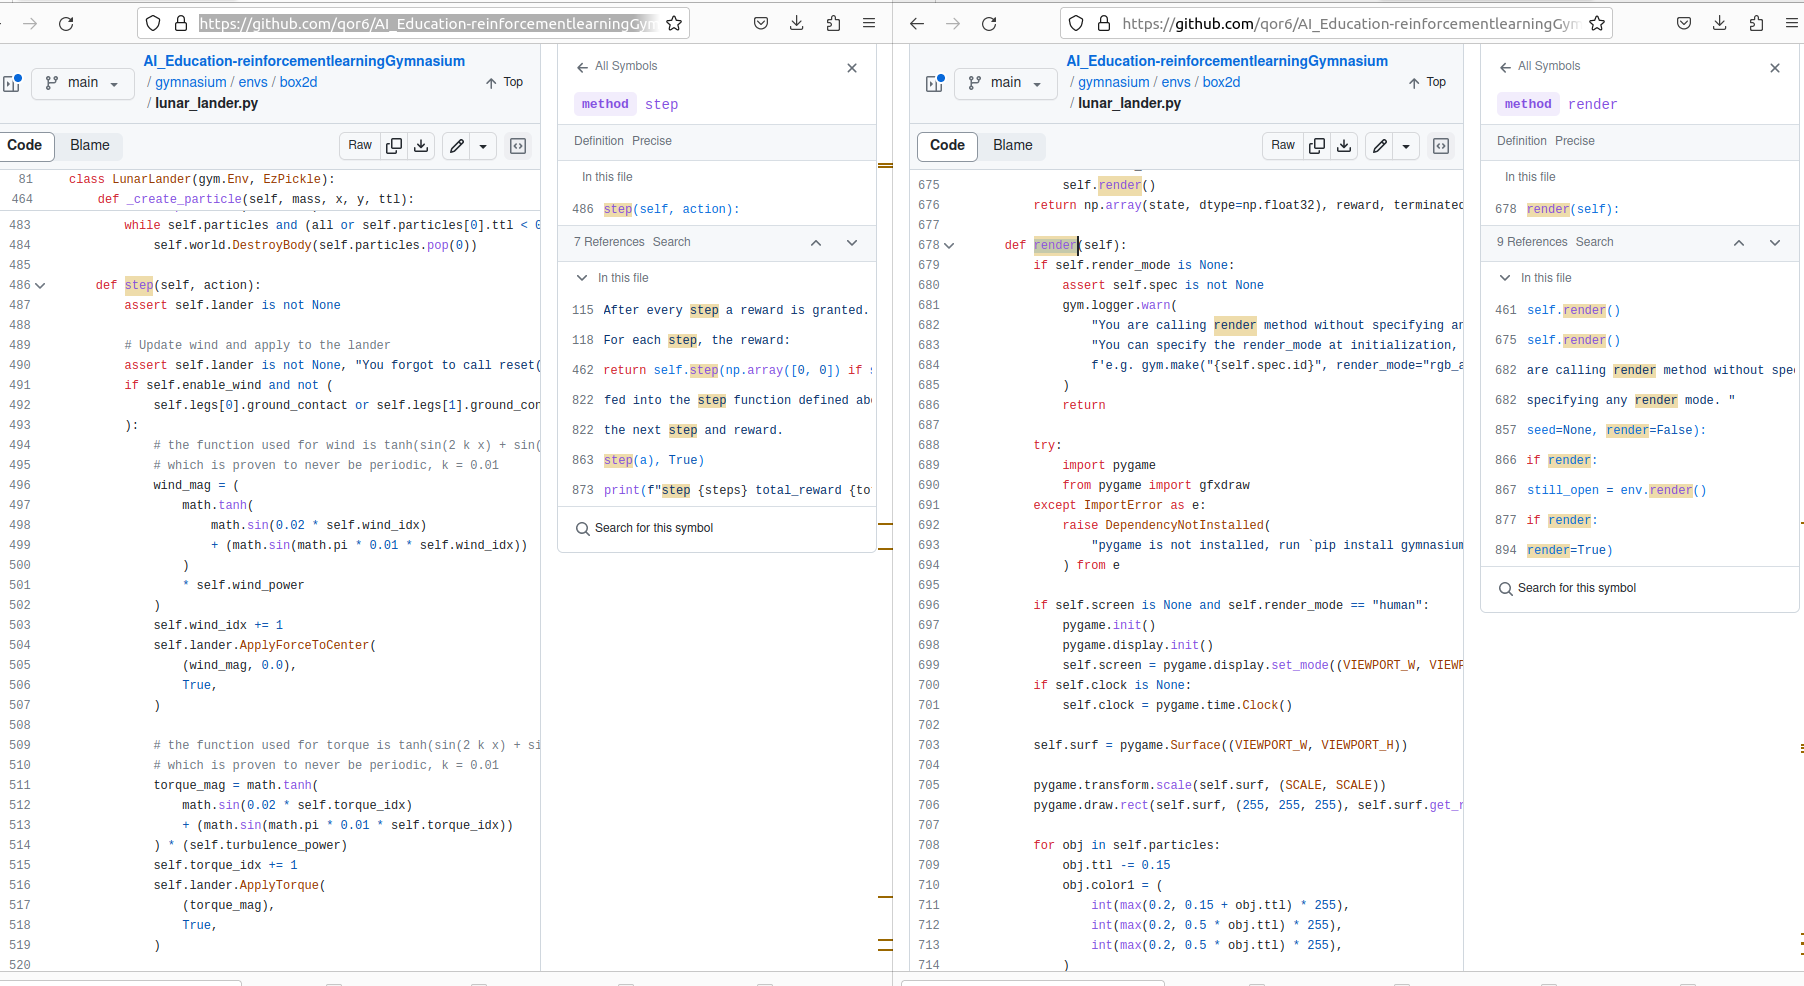 https://github.com/qor6/AI_Education-reinforcementlearningGym
AI_Education-reinforcementlearningGymnasium
main
/ gymnasium / envs / box2d
/ lunar_lander.py
Top
Code
Blame
Raw
81 class LunarLander(gym.Env, EzPickle):
464 def _create_particle(self, mass, x, y, ttl):
483 while self.particles and (all or self.particles[0].ttl < 0
484 self.world.DestroyBody(self.particles.pop(0))
485
486 def step(self, action):
487 assert self.lander is not None
488
489 # Update wind and apply to the lander
490 assert self.lander is not None, "You forgot to call reset(
491 if self.enable_wind and not (
492 self.legs[0].ground_contact or self.legs[1].ground_con
493 ):
494 # the function used for wind is tanh(sin(2 k x) + sin(
495 # which is proven to never be periodic, k = 0.01
496 wind_mag = (
497 math.tanh(
498 math.sin(0.02 * self.wind_idx)
499 + (math.sin(math.pi * 0.01 * self.wind_idx))
500 )
501 * self.wind_power
502 )
503 self.wind_idx += 1
504 self.lander.ApplyForceToCenter(
505 (wind_mag, 0.0),
506 True,
507 )
508
509 # the function used for torque is tanh(sin(2 k x) + si
510 # which is proven to never be periodic, k = 0.01
511 torque_mag = math.tanh(
512 math.sin(0.02 * self.torque_idx)
513 + (math.sin(math.pi * 0.01 * self.torque_idx))
514 ) * (self.turbulence_power)
515 self.torque_idx += 1
516 self.lander.ApplyTorque(
517 (torque_mag),
518 True,
519 )
520
All Symbols
method step
Definition Precise
In this file
486 step(self, action):
7 References Search
In this file
115 After every step a reward is granted.
118 For each step, the reward:
462 return self.step(np.array([0, 0]) if s
822 fed into the step function defined abo
822 the next step and reward.
863 step(a), True)
873 print(f"step {steps} total_reward {to
Search for this symbol
https://github.com/qor6/AI_Education-reinforcementlearningGym
AI_Education-reinforcementlearningGymnasium
main
/ gymnasium / envs / box2d
/ lunar_lander.py
Top
Code
Blame
Raw
675 self.render()
676 return np.array(state, dtype=np.float32), reward, terminated
677
678 def render(self):
679 if self.render_mode is None:
680 assert self.spec is not None
681 gym.logger.warn(
682 "You are calling render method without specifying an
683 "You can specify the render_mode at initialization,
684 f'e.g. gym.make("{self.spec.id}", render_mode="rgb_a
685 )
686 return
687
688 try:
689 import pygame
690 from pygame import gfxdraw
691 except ImportError as e:
692 raise DependencyNotInstalled(
693 "pygame is not installed, run `pip install gymnasium
694 ) from e
695
696 if self.screen is None and self.render_mode == "human":
697 pygame.init()
698 pygame.display.init()
699 self.screen = pygame.display.set_mode((VIEWPORT_W, VIEWP
700 if self.clock is None:
701 self.clock = pygame.time.Clock()
702
703 self.surf = pygame.Surface((VIEWPORT_W, VIEWPORT_H))
704
705 pygame.transform.scale(self.surf, (SCALE, SCALE))
706 pygame.draw.rect(self.surf, (255, 255, 255), self.surf.get_r
707
708 for obj in self.particles:
709 obj.ttl -= 0.15
710 obj.color1 = (
711 int(max(0.2, 0.15 + obj.ttl) * 255),
712 int(max(0.2, 0.5 * obj.ttl) * 255),
713 int(max(0.2, 0.5 * obj.ttl) * 255),
714 )
All Symbols
method render
Definition Precise
In this file
678 render(self):
9 References Search
In this file
461 self.render()
675 self.render()
682 are calling render method without spec
682 specifying any render mode. "
857 seed=None, render=False):
866 if render:
867 still_open = env.render()
877 if render:
894 render=True)
Search for this symbol